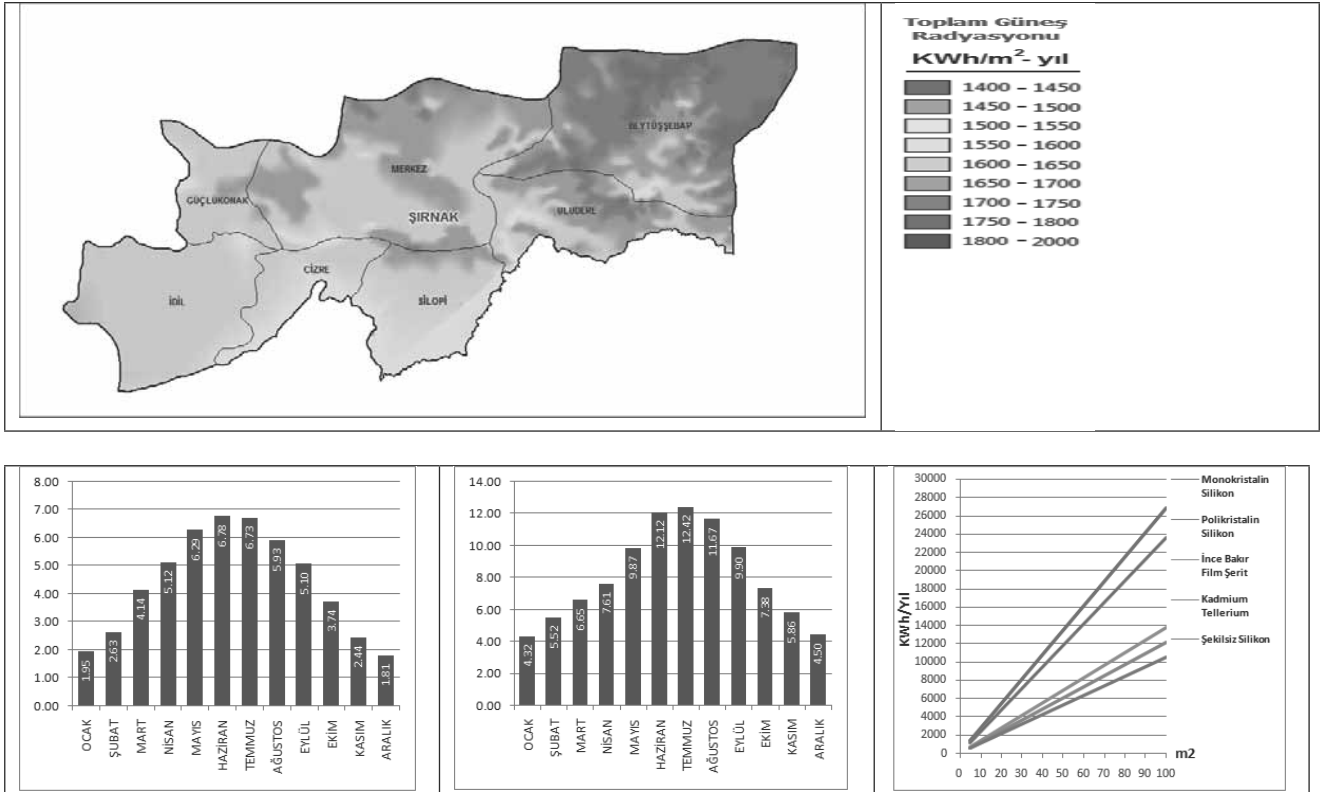 Toplam Güneş
Radyasyonu
KWh/m²- yıl
1400 – 1450
1450 – 1500
1500 – 1550
1550 – 1600
1600 – 1650
1650 – 1700
1700 – 1750
1750 – 1800
1800 – 2000
BEYTÜŞŞEBAP
MERKEZ
GÜÇLÜKONAK
ŞIRNAK
ULUDERE
CİZRE
İDİL
SİLOPİ
8.00
7.00
6.00
5.00
4.00
3.00
2.00
1.00
0.00
1.95
2.63
4.14
5.12
6.29
6.78
6.73
5.93
5.10
3.74
2.44
1.81
OCAK
ŞUBAT
MART
NİSAN
MAYIS
HAZİRAN
TEMMUZ
AĞUSTOS
EYLÜL
EKİM
KASIM
ARALIK
14.00
12.00
10.00
8.00
6.00
4.00
2.00
0.00
4.32
5.52
6.65
7.61
9.87
12.12
12.42
11.67
9.90
7.38
5.86
4.50
OCAK
ŞUBAT
MART
NİSAN
MAYIS
HAZİRAN
TEMMUZ
AĞUSTOS
EYLÜL
EKİM
KASIM
ARALIK
KWh/Yıl
30000
28000
26000
24000
22000
20000
18000
16000
14000
12000
10000
8000
6000
4000
2000
0
0 10 20 30 40 50 60 70 80 90 100
m2
Monokristalin
Silikon
Polikristalin
Silikon
İnce Bakır
Film Şerit
Kadmium
Tellerium
Şekilsiz Silikon